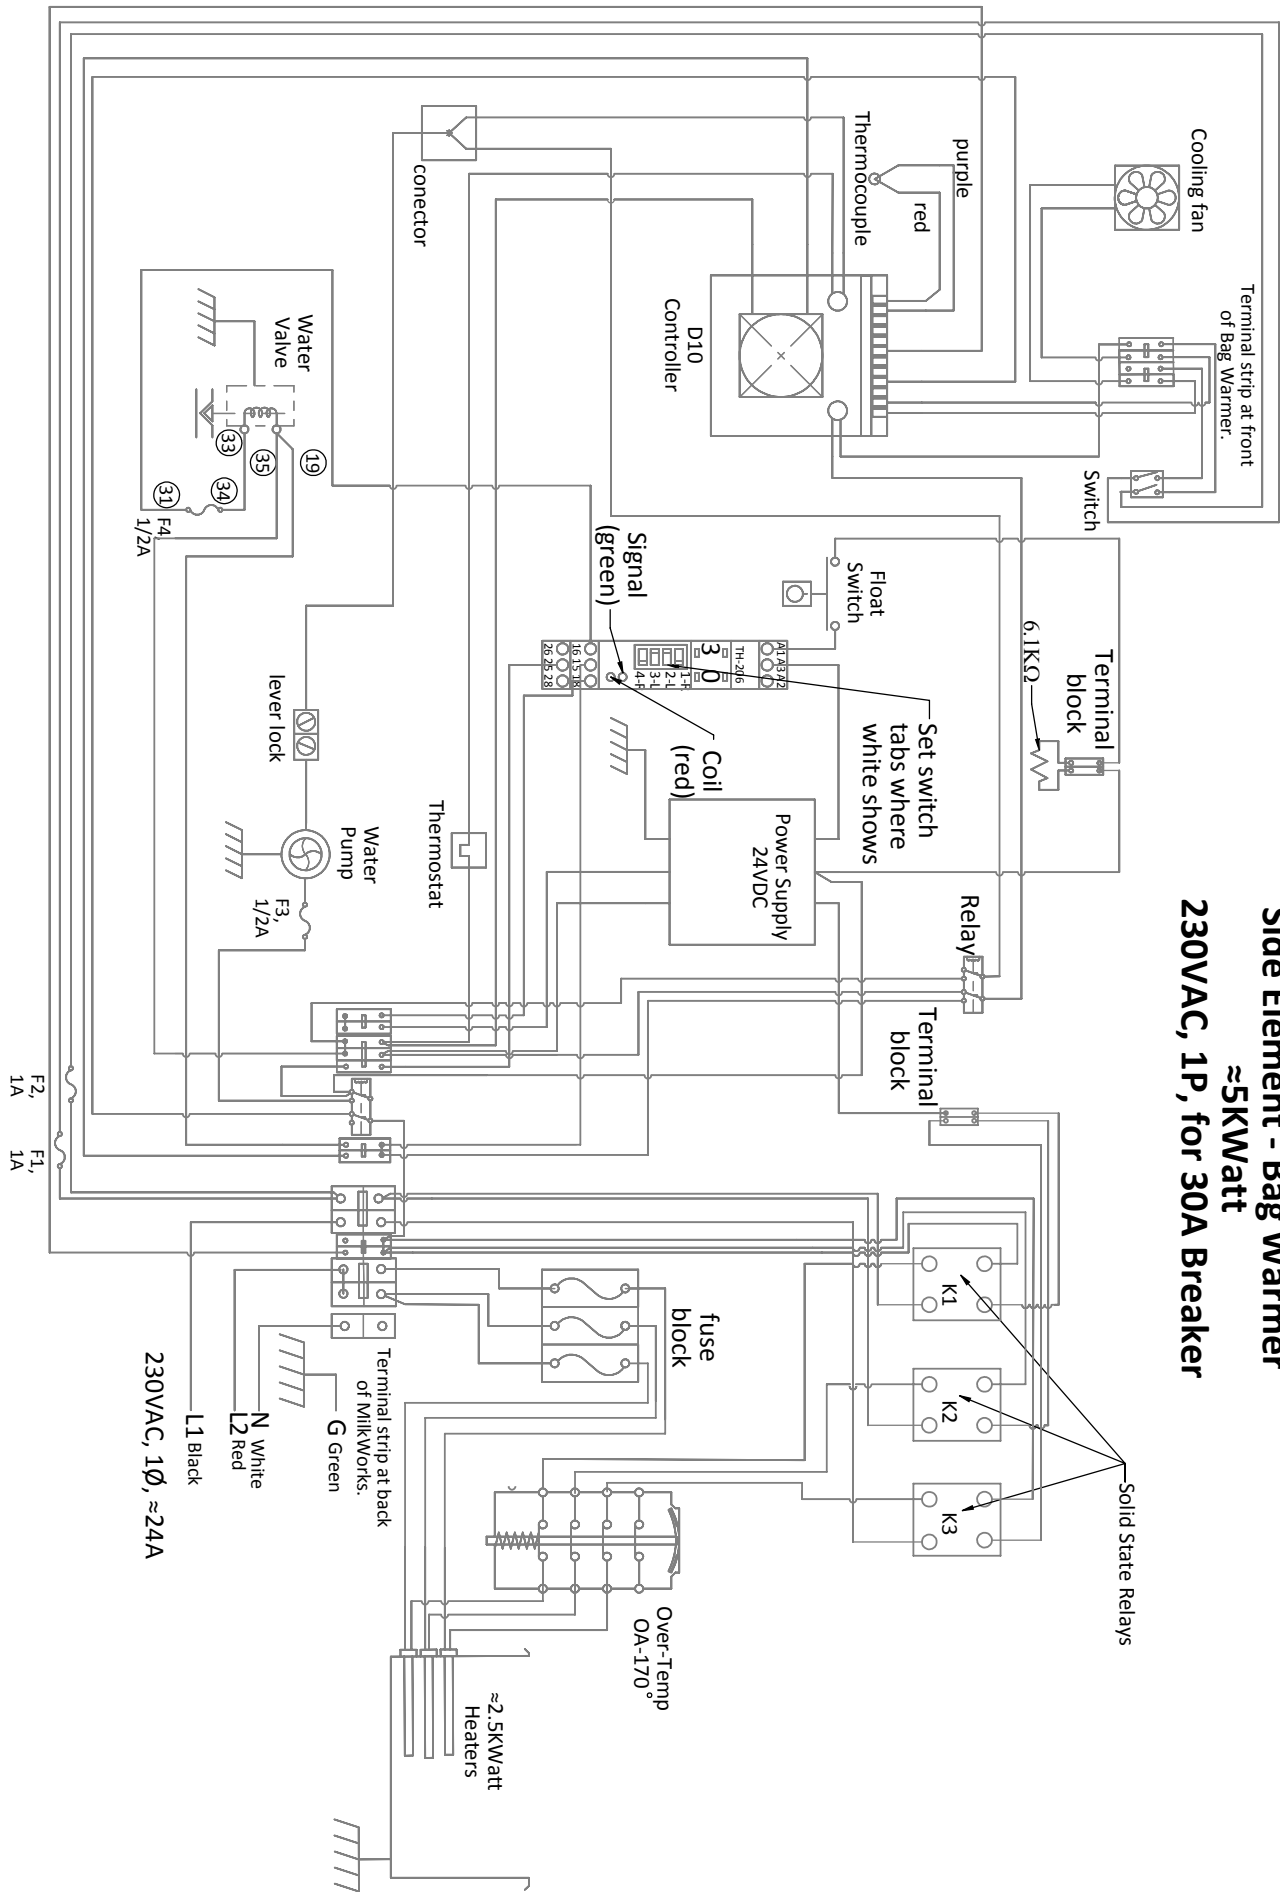 Side Element - Bag Warmer
≈5KWatt
230VAC, 1P, for 30A Breaker
Cooling fan
Terminal strip at front
of Bag Warmer.
Switch
purple
red
Thermocouple
D10
Controller
conector
Water
Valve
33
35
19
34
31
F4
1/2A
Float
Switch
6.1KΩ
Terminal
block
Signal
(green)
Coil
(red)
Set switch
tabs where
white shows
A1 A3 A2
TH-206
3 0
1-R
2-L
3-L
4-R
16 15 18
26 25 28
Power Supply
24VDC
Relay
Terminal
block
lever lock
Water
Pump
F3,
1/2A
Thermostat
F2,
1A
F1,
1A
K1
K2
K3
Solid State Relays
fuse
block
Terminal strip at back
of MilkWorks.
G Green
N White
L2 Red
L1 Black
230VAC, 1Ø, ≈24A
Over-Temp
OA-170°
≈2.5KWatt
Heaters